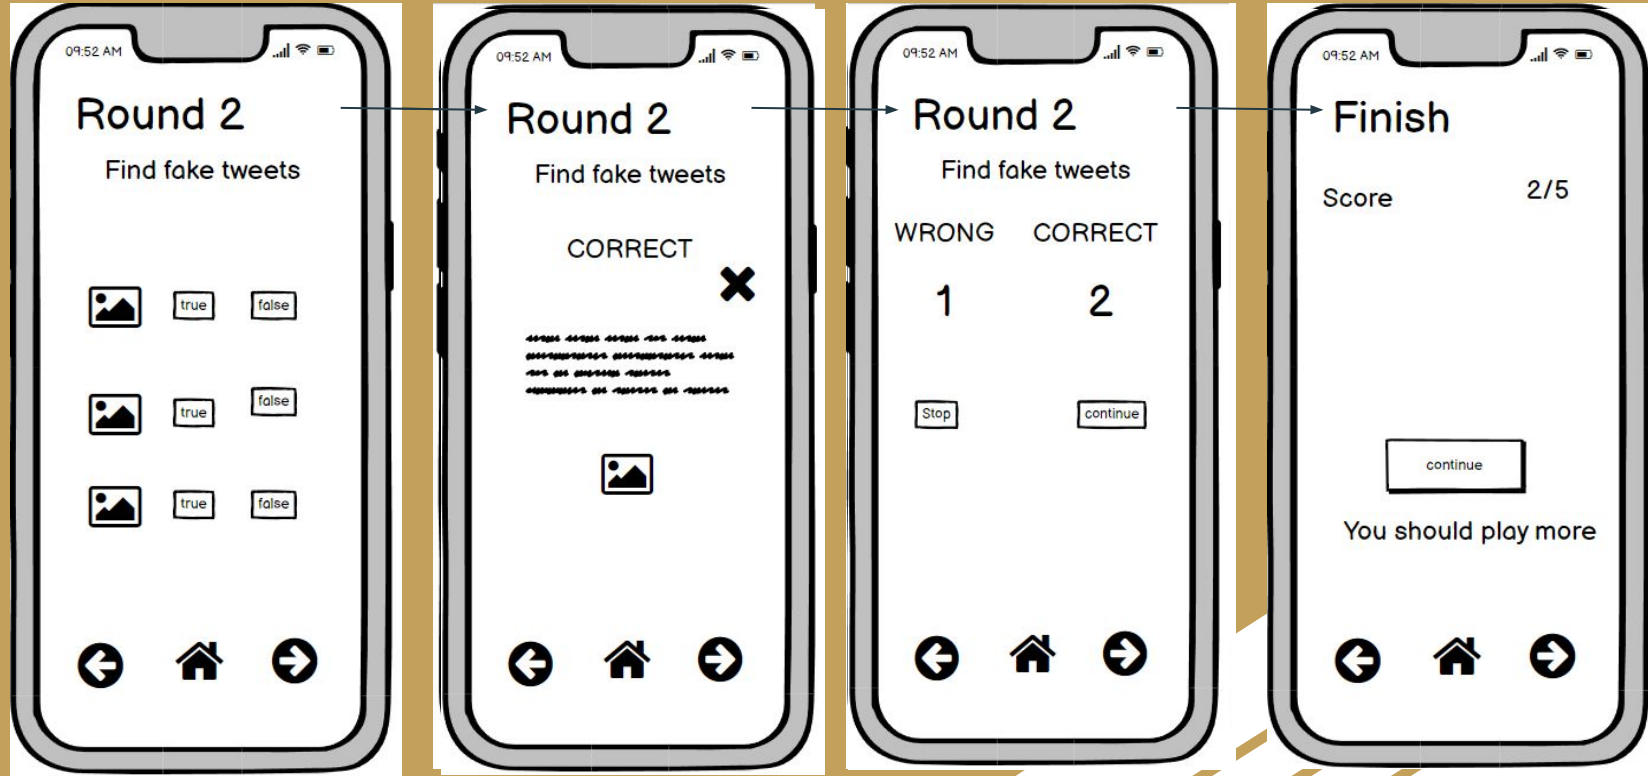 09:52 AM
Round 2
Find fake tweets
true false
true false
true false
09:52 AM
Round 2
Find fake tweets
CORRECT
09:52 AM
Round 2
Find fake tweets
WRONG CORRECT
1 2
Stop continue
09:52 AM
Finish
Score 2/5
continue
You should play more